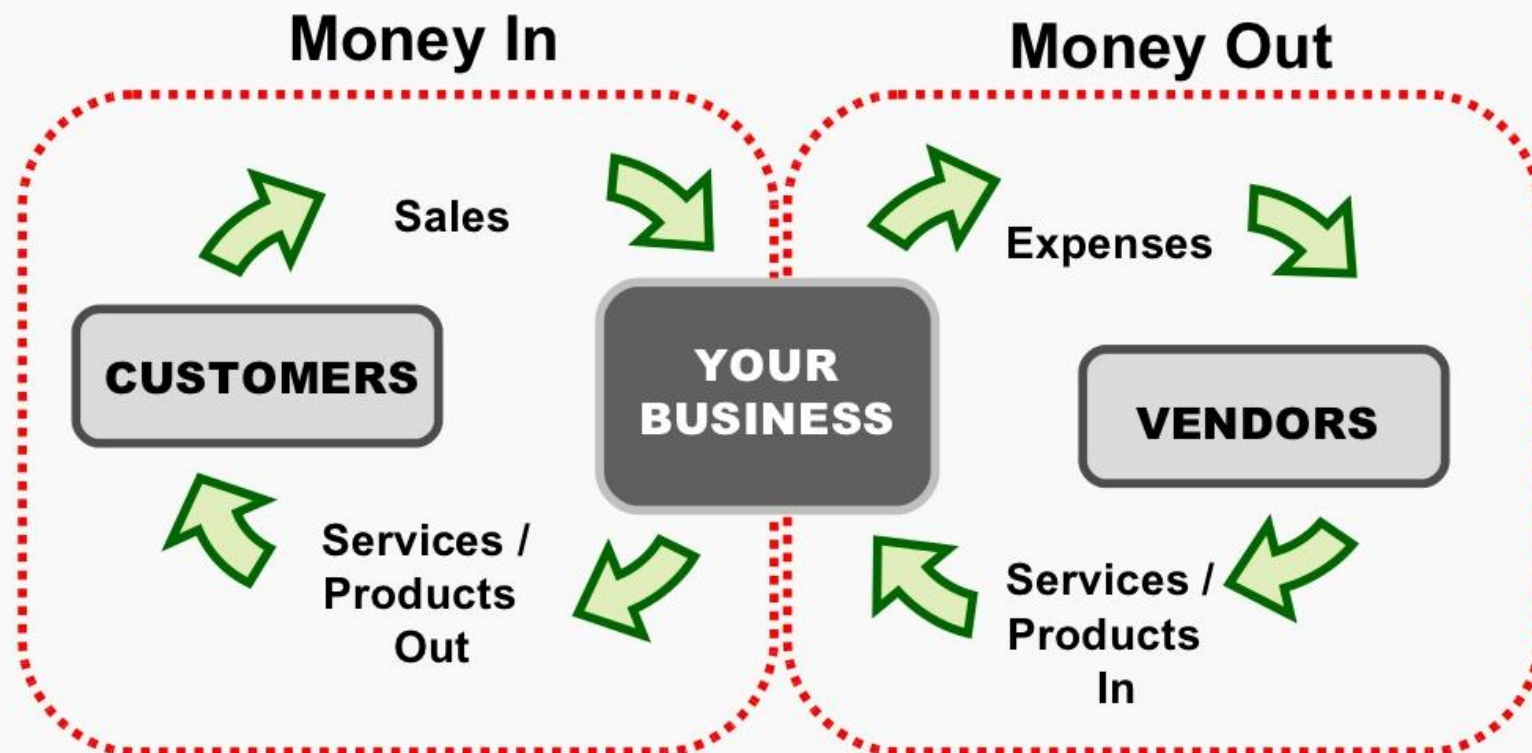 Money In
Money Out
Sales
Expenses
CUSTOMERS
YOUR
BUSINESS
VENDORS
Services /
Products
Out
Services /
Products
In